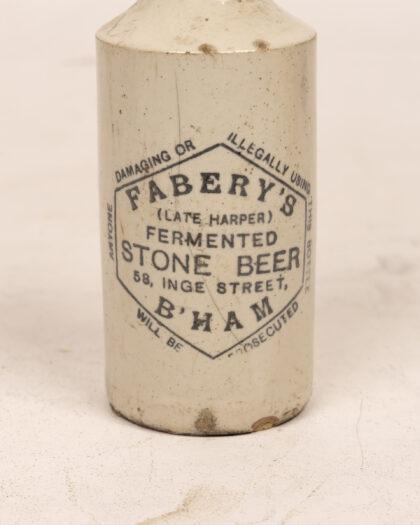 ANYONE
DAMAGING OR
ILLEGALLY USING
THIS BOTTLE
WILL BE
PROSECUTED
FABERY'S
(LATE HARPER)
FERMENTED
STONE BEER
58, INGE STREET,
B'HAM